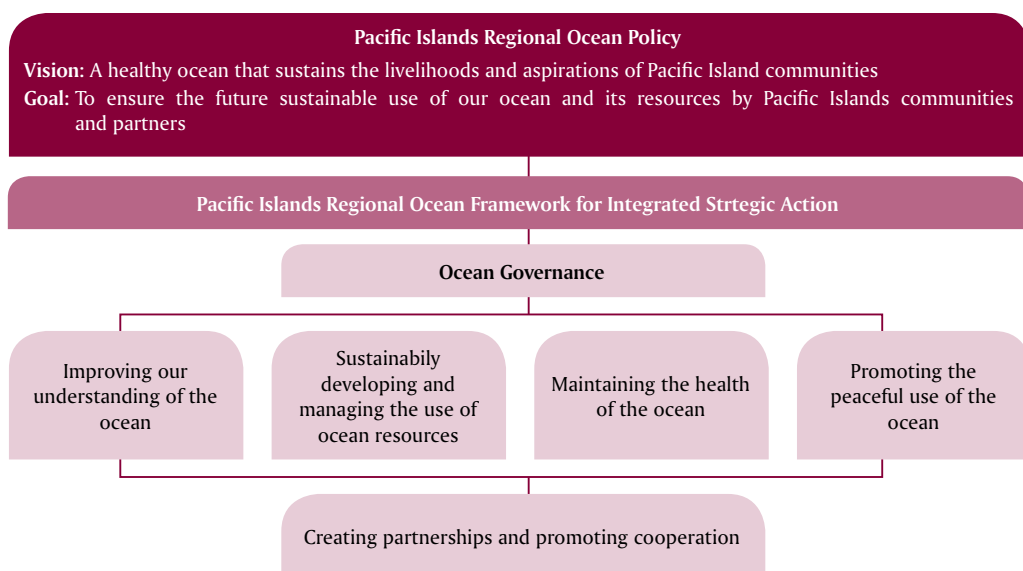 Pacific Islands Regional Ocean Policy
Vision: A healthy ocean that sustains the livelihoods and aspirations of Pacific Island communities
Goal: To ensure the future sustainable use of our ocean and its resources by Pacific Islands communities
and partners
Pacific Islands Regional Ocean Framework for Integrated Strtegic Action
Ocean Governance
Improving our
understanding of the
ocean
Sustainabily
developing and
managing the use of
ocean resources
Maintaining the health
of the ocean
Promoting the
peaceful use of the
ocean
Creating partnerships and promoting cooperation